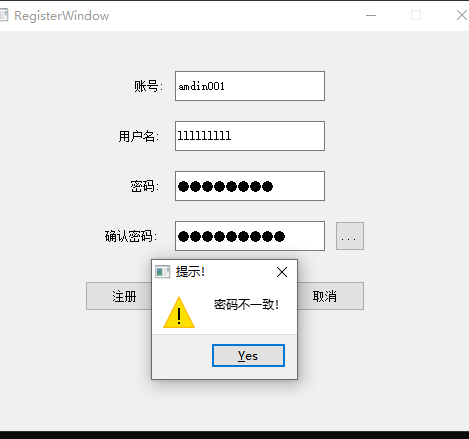 RegisterWindow
账号: amdin001
用户名: lllllllll
密码: ●●●●●●●●
确认密码: ●●●●●●●●● ...
提示!
密码不一致!
Yes
注册 取消